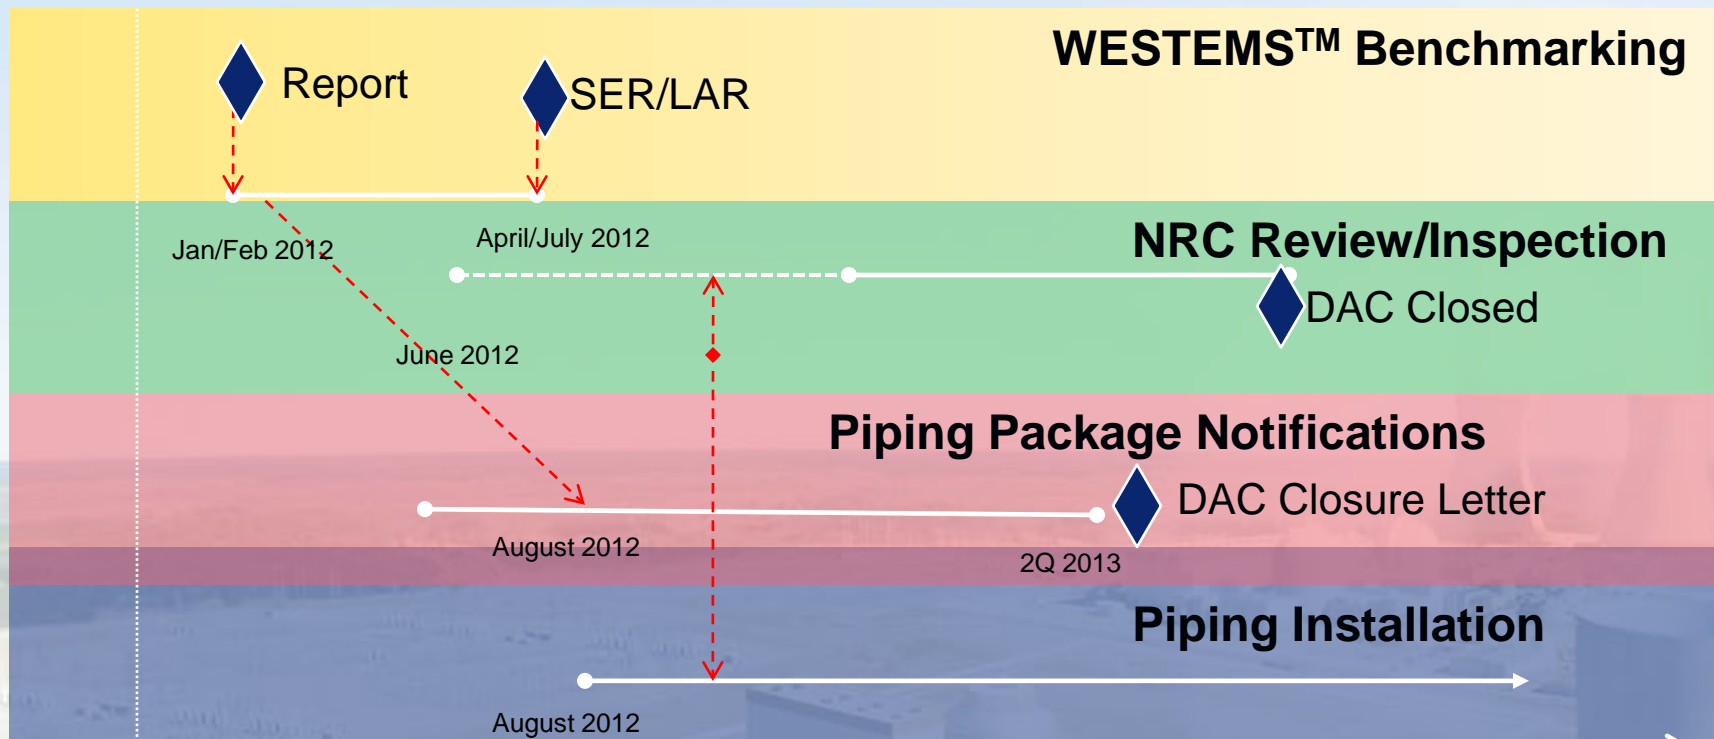 WESTEMS™ Benchmarking
Report
SER/LAR
Jan/Feb 2012
April/July 2012
NRC Review/Inspection
DAC Closed
June 2012
Piping Package Notifications
DAC Closure Letter
August 2012
2Q 2013
Piping Installation
August 2012